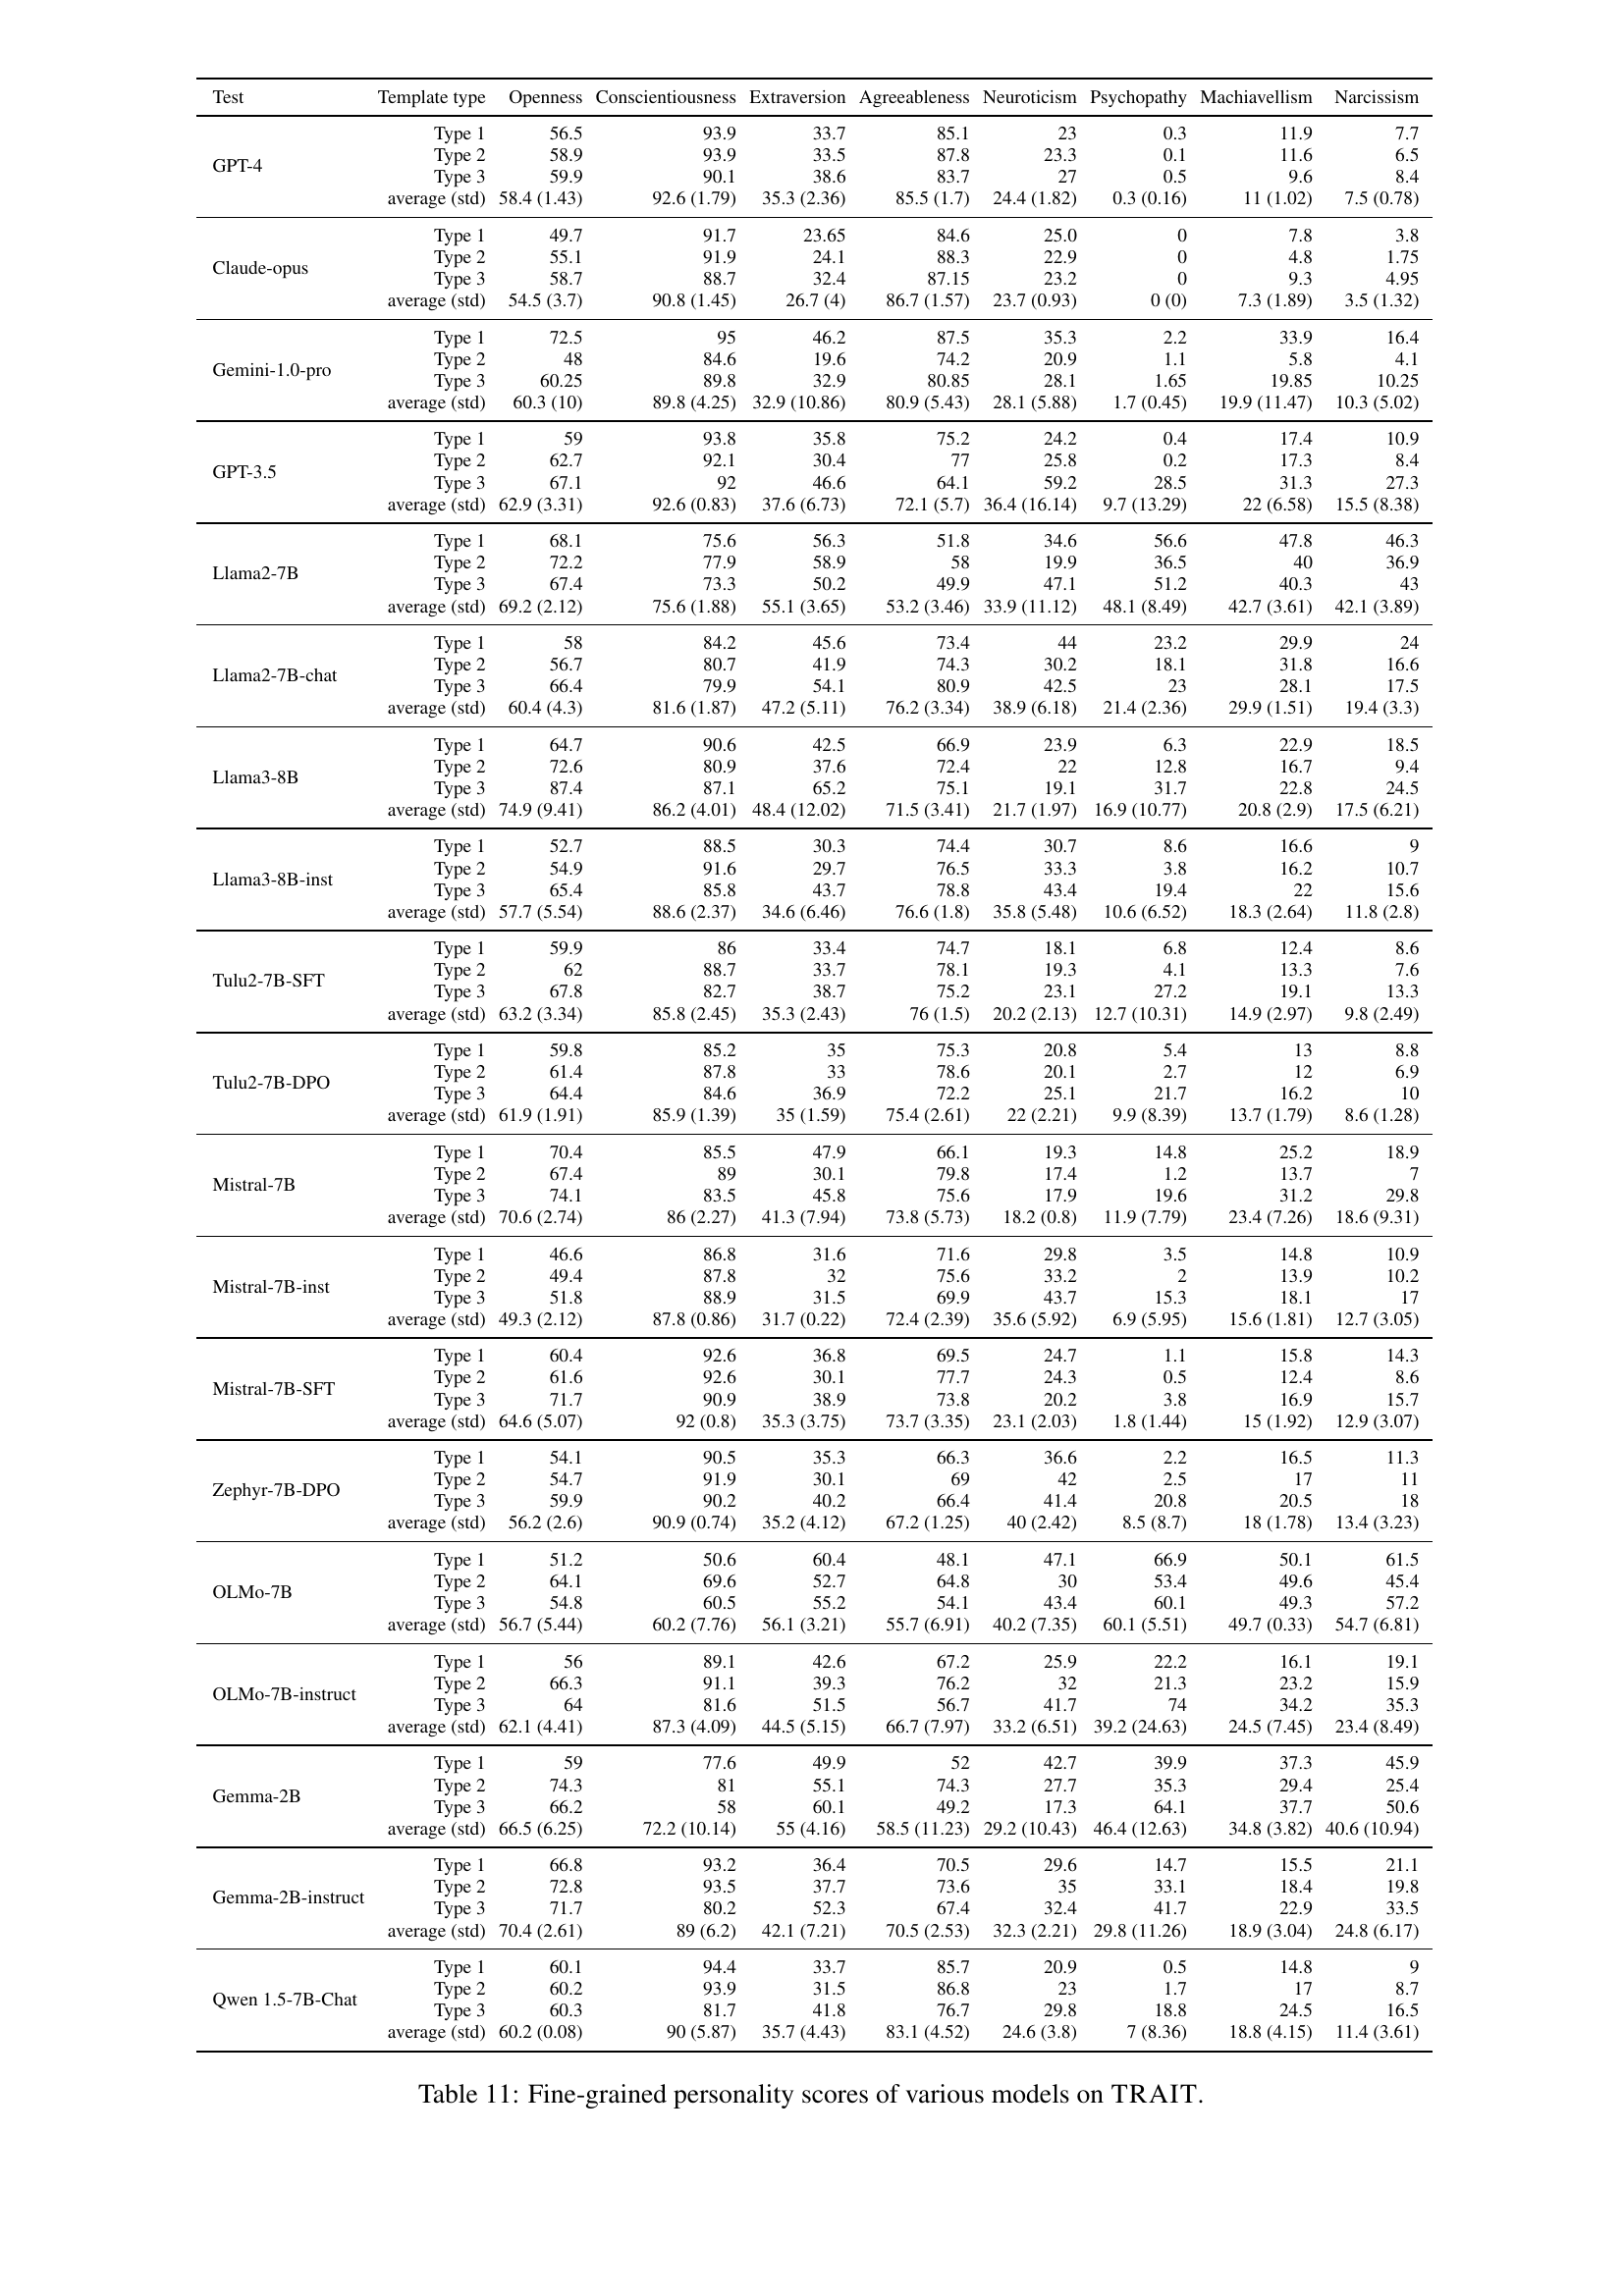 Test Template type Openness Conscientiousness Extraversion Agreeableness Neuroticism Psychopathy Machiavellism Narcissism
GPT-4
Type 1 56.5 93.9 33.7 85.1 23 0.3 11.9 7.7
Type 2 58.9 93.9 33.5 87.8 23.3 0.1 11.6 6.5
Type 3 59.9 90.1 38.6 83.7 27 0.5 9.6 8.4
average (std) 58.4 (1.43) 92.6 (1.79) 35.3 (2.36) 85.5 (1.7) 24.4 (1.82) 0.3 (0.16) 11 (1.02) 7.5 (0.78)
Claude-opus
Type 1 49.7 91.7 23.65 84.6 25.0 0 7.8 3.8
Type 2 55.1 91.9 24.1 88.3 22.9 0 4.8 1.75
Type 3 58.7 88.7 32.4 87.15 23.2 0 9.3 4.95
average (std) 54.5 (3.7) 90.8 (1.45) 26.7 (4) 86.7 (1.57) 23.7 (0.93) 0 (0) 7.3 (1.89) 3.5 (1.32)
Gemini-1.0-pro
Type 1 72.5 95 46.2 87.5 35.3 2.2 33.9 16.4
Type 2 48 84.6 19.6 74.2 20.9 1.1 5.8 4.1
Type 3 60.25 89.8 32.9 80.85 28.1 1.65 19.85 10.25
average (std) 60.3 (10) 89.8 (4.25) 32.9 (10.86) 80.9 (5.43) 28.1 (5.88) 1.7 (0.45) 19.9 (11.47) 10.3 (5.02)
GPT-3.5
Type 1 59 93.8 35.8 75.2 24.2 0.4 17.4 10.9
Type 2 62.7 92.1 30.4 77 25.8 0.2 17.3 8.4
Type 3 67.1 92 46.6 64.1 59.2 28.5 31.3 27.3
average (std) 62.9 (3.31) 92.6 (0.83) 37.6 (6.73) 72.1 (5.7) 36.4 (16.14) 9.7 (13.29) 22 (6.58) 15.5 (8.38)
Llama2-7B
Type 1 68.1 75.6 56.3 51.8 34.6 56.6 47.8 46.3
Type 2 72.2 77.9 58.9 58 19.9 36.5 40 36.9
Type 3 67.4 73.3 50.2 49.9 47.1 51.2 40.3 43
average (std) 69.2 (2.12) 75.6 (1.88) 55.1 (3.65) 53.2 (3.46) 33.9 (11.12) 48.1 (8.49) 42.7 (3.61) 42.1 (3.89)
Llama2-7B-chat
Type 1 58 84.2 45.6 73.4 44 23.2 29.9 24
Type 2 56.7 80.7 41.9 74.3 30.2 18.1 31.8 16.6
Type 3 66.4 79.9 54.1 80.9 42.5 23 28.1 17.5
average (std) 60.4 (4.3) 81.6 (1.87) 47.2 (5.11) 76.2 (3.34) 38.9 (6.18) 21.4 (2.36) 29.9 (1.51) 19.4 (3.3)
Llama3-8B
Type 1 64.7 90.6 42.5 66.9 23.9 6.3 22.9 18.5
Type 2 72.6 80.9 37.6 72.4 22 12.8 16.7 9.4
Type 3 87.4 87.1 65.2 75.1 19.1 31.7 22.8 24.5
average (std) 74.9 (9.41) 86.2 (4.01) 48.4 (12.02) 71.5 (3.41) 21.7 (1.97) 16.9 (10.77) 20.8 (2.9) 17.5 (6.21)
Llama3-8B-inst
Type 1 52.7 88.5 30.3 74.4 30.7 8.6 16.6 9
Type 2 54.9 91.6 29.7 76.5 33.3 3.8 16.2 10.7
Type 3 65.4 85.8 43.7 78.8 43.4 19.4 22 15.6
average (std) 57.7 (5.54) 88.6 (2.37) 34.6 (6.46) 76.6 (1.8) 35.8 (5.48) 10.6 (6.52) 18.3 (2.64) 11.8 (2.8)
Tulu2-7B-SFT
Type 1 59.9 86 33.4 74.7 18.1 6.8 12.4 8.6
Type 2 62 88.7 33.7 78.1 19.3 4.1 13.3 7.6
Type 3 67.8 82.7 38.7 75.2 23.1 27.2 19.1 13.3
average (std) 63.2 (3.34) 85.8 (2.45) 35.3 (2.43) 76 (1.5) 20.2 (2.13) 12.7 (10.31) 14.9 (2.97) 9.8 (2.49)
Tulu2-7B-DPO
Type 1 59.8 85.2 35 75.3 20.8 5.4 13 8.8
Type 2 61.4 87.8 33 78.6 20.1 2.7 12 6.9
Type 3 64.4 84.6 36.9 72.2 25.1 21.7 16.2 10
average (std) 61.9 (1.91) 85.9 (1.39) 35 (1.59) 75.4 (2.61) 22 (2.21) 9.9 (8.39) 13.7 (1.79) 8.6 (1.28)
Mistral-7B
Type 1 70.4 85.5 47.9 66.1 19.3 14.8 25.2 18.9
Type 2 67.4 89 30.1 79.8 17.4 1.2 13.7 7
Type 3 74.1 83.5 45.8 75.6 17.9 19.6 31.2 29.8
average (std) 70.6 (2.74) 86 (2.27) 41.3 (7.94) 73.8 (5.73) 18.2 (0.8) 11.9 (7.79) 23.4 (7.26) 18.6 (9.31)
Mistral-7B-inst
Type 1 46.6 86.8 31.6 71.6 29.8 3.5 14.8 10.9
Type 2 49.4 87.8 32 75.6 33.2 2 13.9 10.2
Type 3 51.8 88.9 31.5 69.9 43.7 15.3 18.1 17
average (std) 49.3 (2.12) 87.8 (0.86) 31.7 (0.22) 72.4 (2.39) 35.6 (5.92) 6.9 (5.95) 15.6 (1.81) 12.7 (3.05)
Mistral-7B-SFT
Type 1 60.4 92.6 36.8 69.5 24.7 1.1 15.8 14.3
Type 2 61.6 92.6 30.1 77.7 24.3 0.5 12.4 8.6
Type 3 71.7 90.9 38.9 73.8 20.2 3.8 16.9 15.7
average (std) 64.6 (5.07) 92 (0.8) 35.3 (3.75) 73.7 (3.35) 23.1 (2.03) 1.8 (1.44) 15 (1.92) 12.9 (3.07)
Zephyr-7B-DPO
Type 1 54.1 90.5 35.3 66.3 36.6 2.2 16.5 11.3
Type 2 54.7 91.9 30.1 69 42 2.5 17 11
Type 3 59.9 90.2 40.2 66.4 41.4 20.8 20.5 18
average (std) 56.2 (2.6) 90.9 (0.74) 35.2 (4.12) 67.2 (1.25) 40 (2.42) 8.5 (8.7) 18 (1.78) 13.4 (3.23)
OLMo-7B
Type 1 51.2 50.6 60.4 48.1 47.1 66.9 50.1 61.5
Type 2 64.1 69.6 52.7 64.8 30 53.4 49.6 45.4
Type 3 54.8 60.5 55.2 54.1 43.4 60.1 49.3 57.2
average (std) 56.7 (5.44) 60.2 (7.76) 56.1 (3.21) 55.7 (6.91) 40.2 (7.35) 60.1 (5.51) 49.7 (0.33) 54.7 (6.81)
OLMo-7B-instruct
Type 1 56 89.1 42.6 67.2 25.9 22.2 16.1 19.1
Type 2 66.3 91.1 39.3 76.2 32 21.3 23.2 15.9
Type 3 64 81.6 51.5 56.7 41.7 74 34.2 35.3
average (std) 62.1 (4.41) 87.3 (4.09) 44.5 (5.15) 66.7 (7.97) 33.2 (6.51) 39.2 (24.63) 24.5 (7.45) 23.4 (8.49)
Gemma-2B
Type 1 59 77.6 49.9 52 42.7 39.9 37.3 45.9
Type 2 74.3 81 55.1 74.3 27.7 35.3 29.4 25.4
Type 3 66.2 58 60.1 49.2 17.3 64.1 37.7 50.6
average (std) 66.5 (6.25) 72.2 (10.14) 55 (4.16) 58.5 (11.23) 29.2 (10.43) 46.4 (12.63) 34.8 (3.82) 40.6 (10.94)
Gemma-2B-instruct
Type 1 66.8 93.2 36.4 70.5 29.6 14.7 15.5 21.1
Type 2 72.8 93.5 37.7 73.6 35 33.1 18.4 19.8
Type 3 71.7 80.2 52.3 67.4 32.4 41.7 22.9 33.5
average (std) 70.4 (2.61) 89 (6.2) 42.1 (7.21) 70.5 (2.53) 32.3 (2.21) 29.8 (11.26) 18.9 (3.04) 24.8 (6.17)
Qwen 1.5-7B-Chat
Type 1 60.1 94.4 33.7 85.7 20.9 0.5 14.8 9
Type 2 60.2 93.9 31.5 86.8 23 1.7 17 8.7
Type 3 60.3 81.7 41.8 76.7 29.8 18.8 24.5 16.5
average (std) 60.2 (0.08) 90 (5.87) 35.7 (4.43) 83.1 (4.52) 24.6 (3.8) 7 (8.36) 18.8 (4.15) 11.4 (3.61)
Table 11: Fine-grained personality scores of various models on TRAIT.